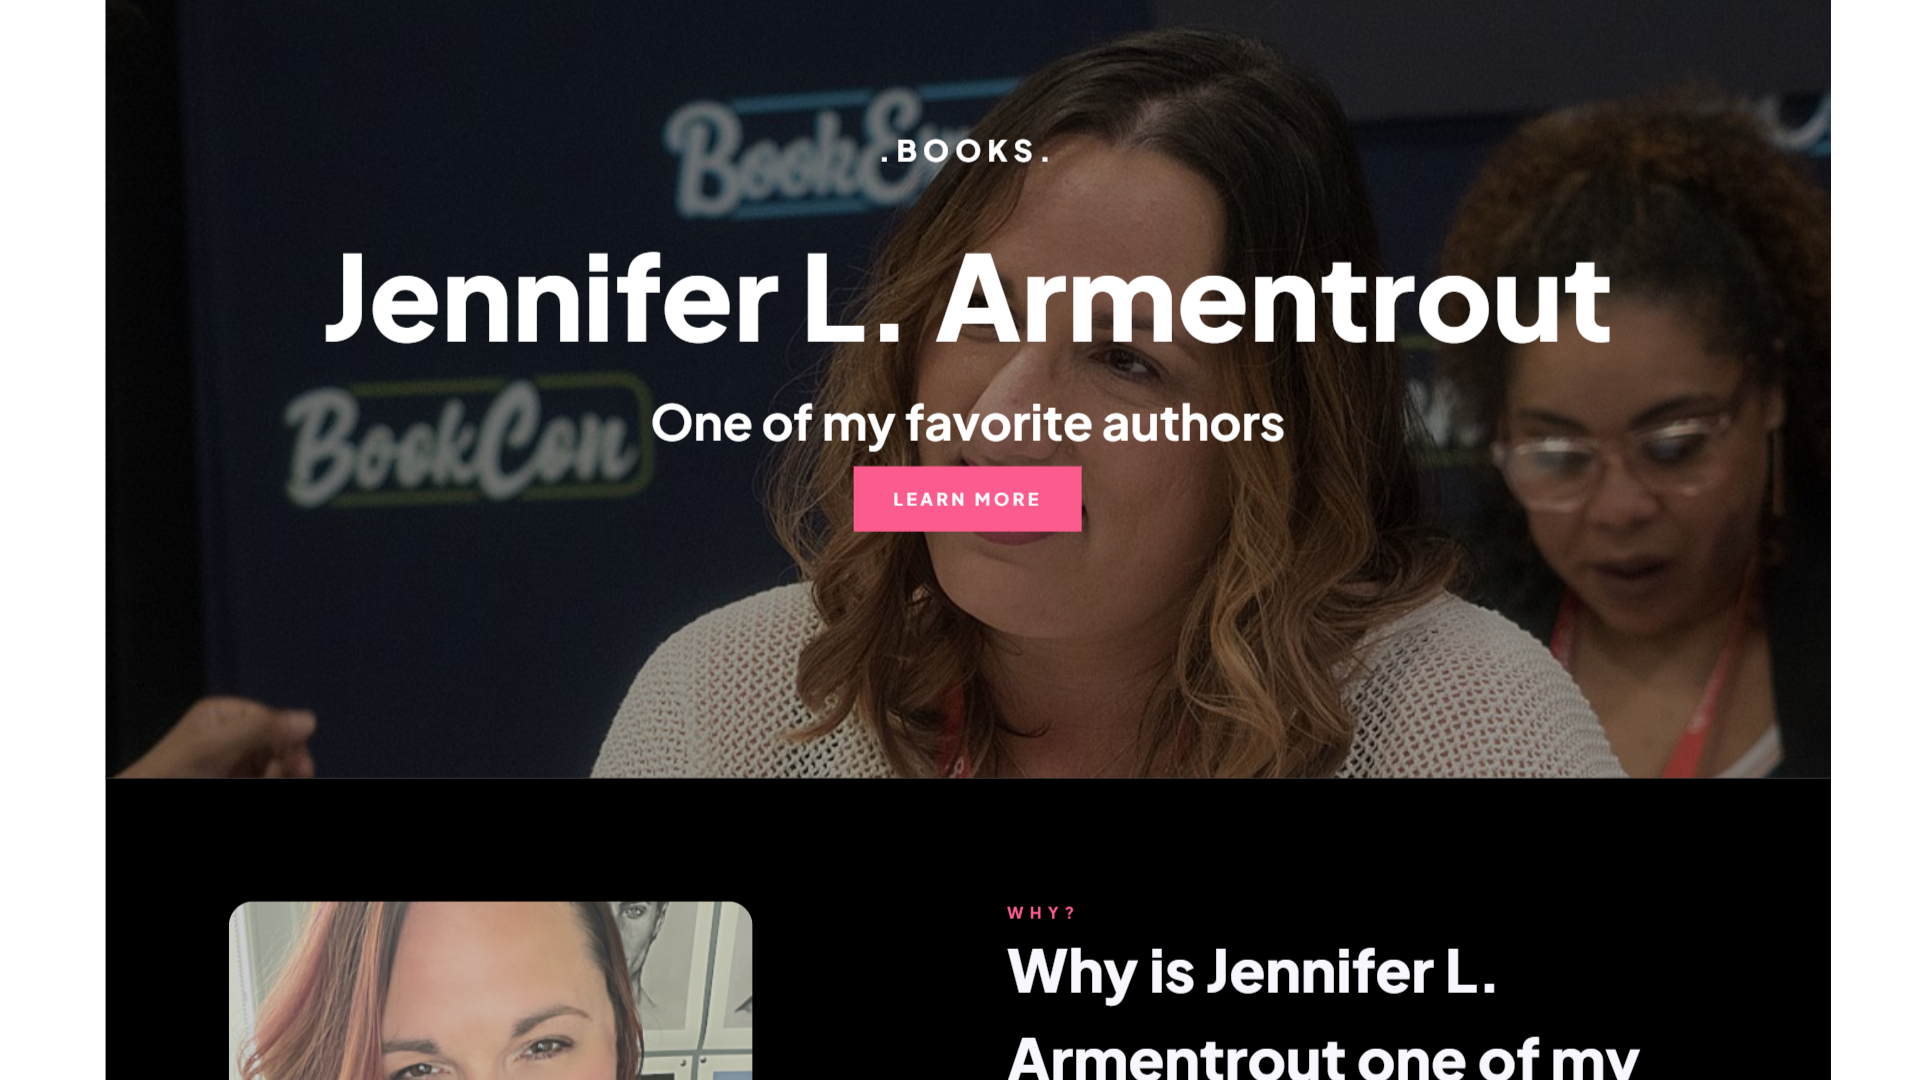 .BOOKS.
Jennifer L. Armentrout
BookCon
One of my favorite authors
LEARN MORE
WHY?
Why is Jennifer L.
Armentrout one of my